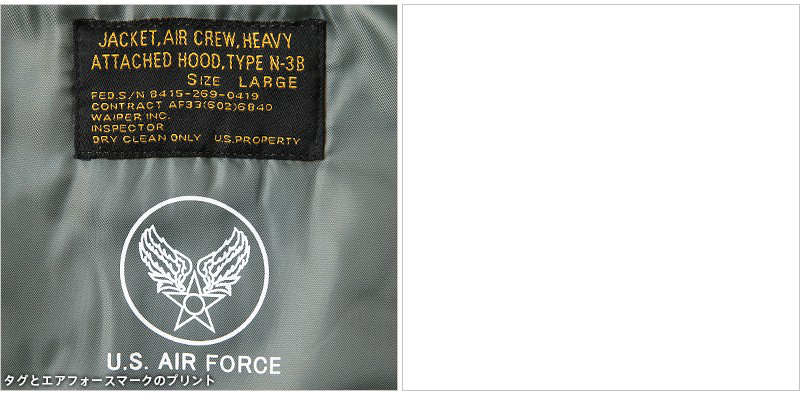 JACKET, AIR CREW, HEAVY
ATTACHED HOOD, TYPE N-3B
SIZE LARGE
FED.S/N 8415-269-0419
CONTRACT AF33(602)6840
WAIPER INC.
INSPECTOR
DRY CLEAN ONLY U.S.PROPERTY
U.S. AIR FORCE
タグとエアフォースマークのプリント